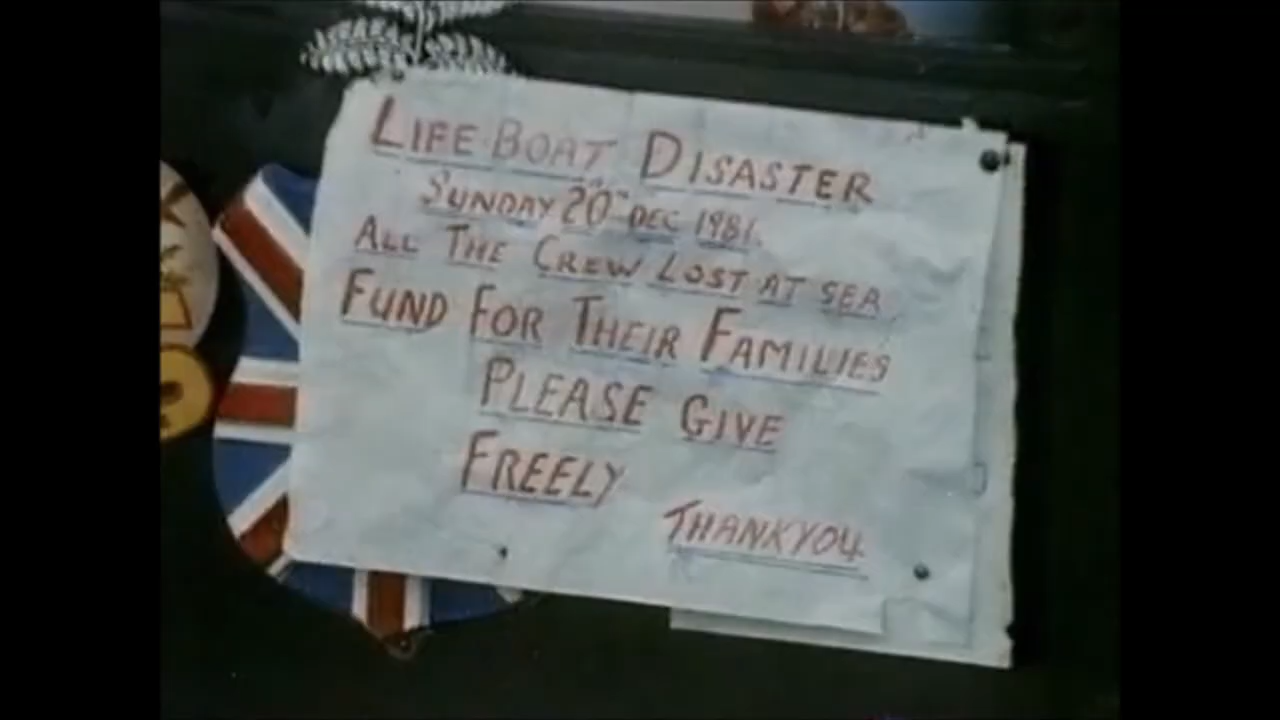 LIFE-BOAT DISASTER
SUNDAY 20TH DEC 1981.
ALL THE CREW LOST AT SEA
FUND FOR THEIR FAMILIES
PLEASE GIVE
FREELY
THANKYOU